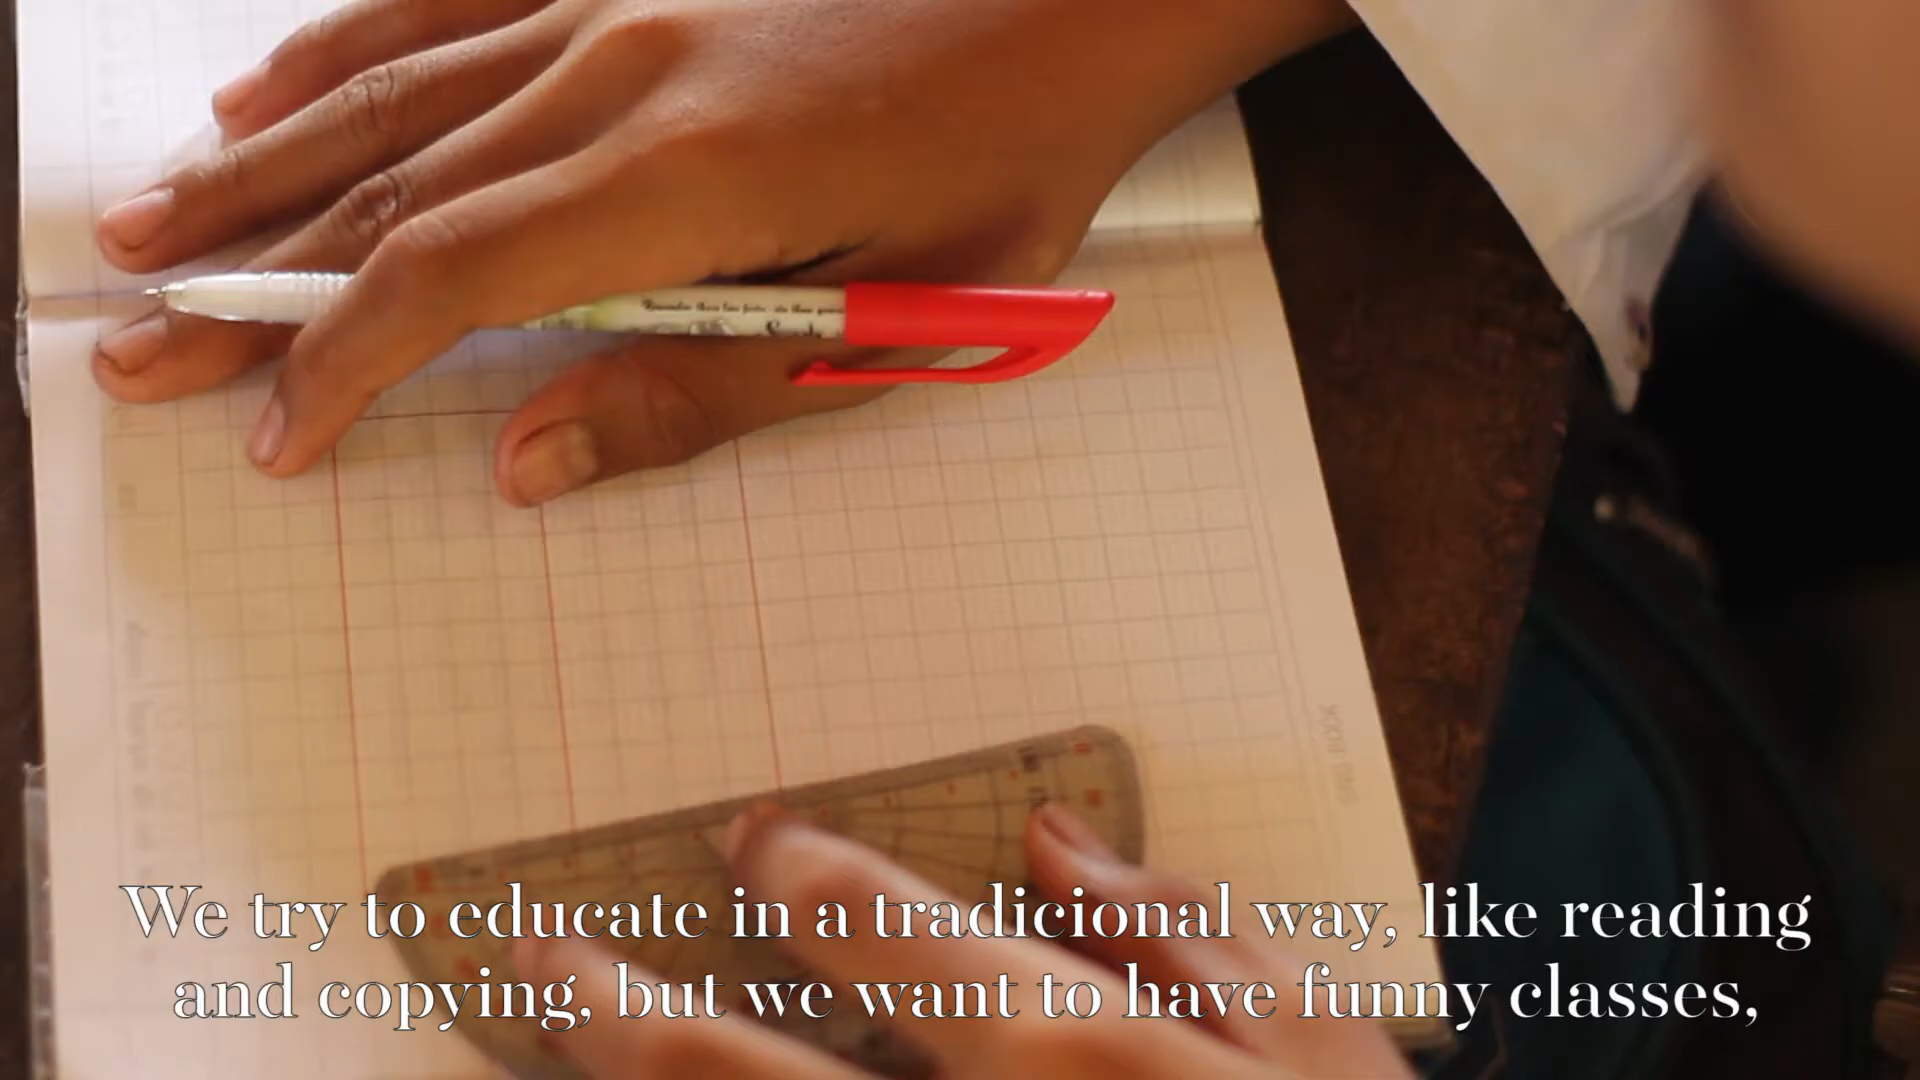 We try to educate in a tradicional way, like reading
and copying, but we want to have funny classes,